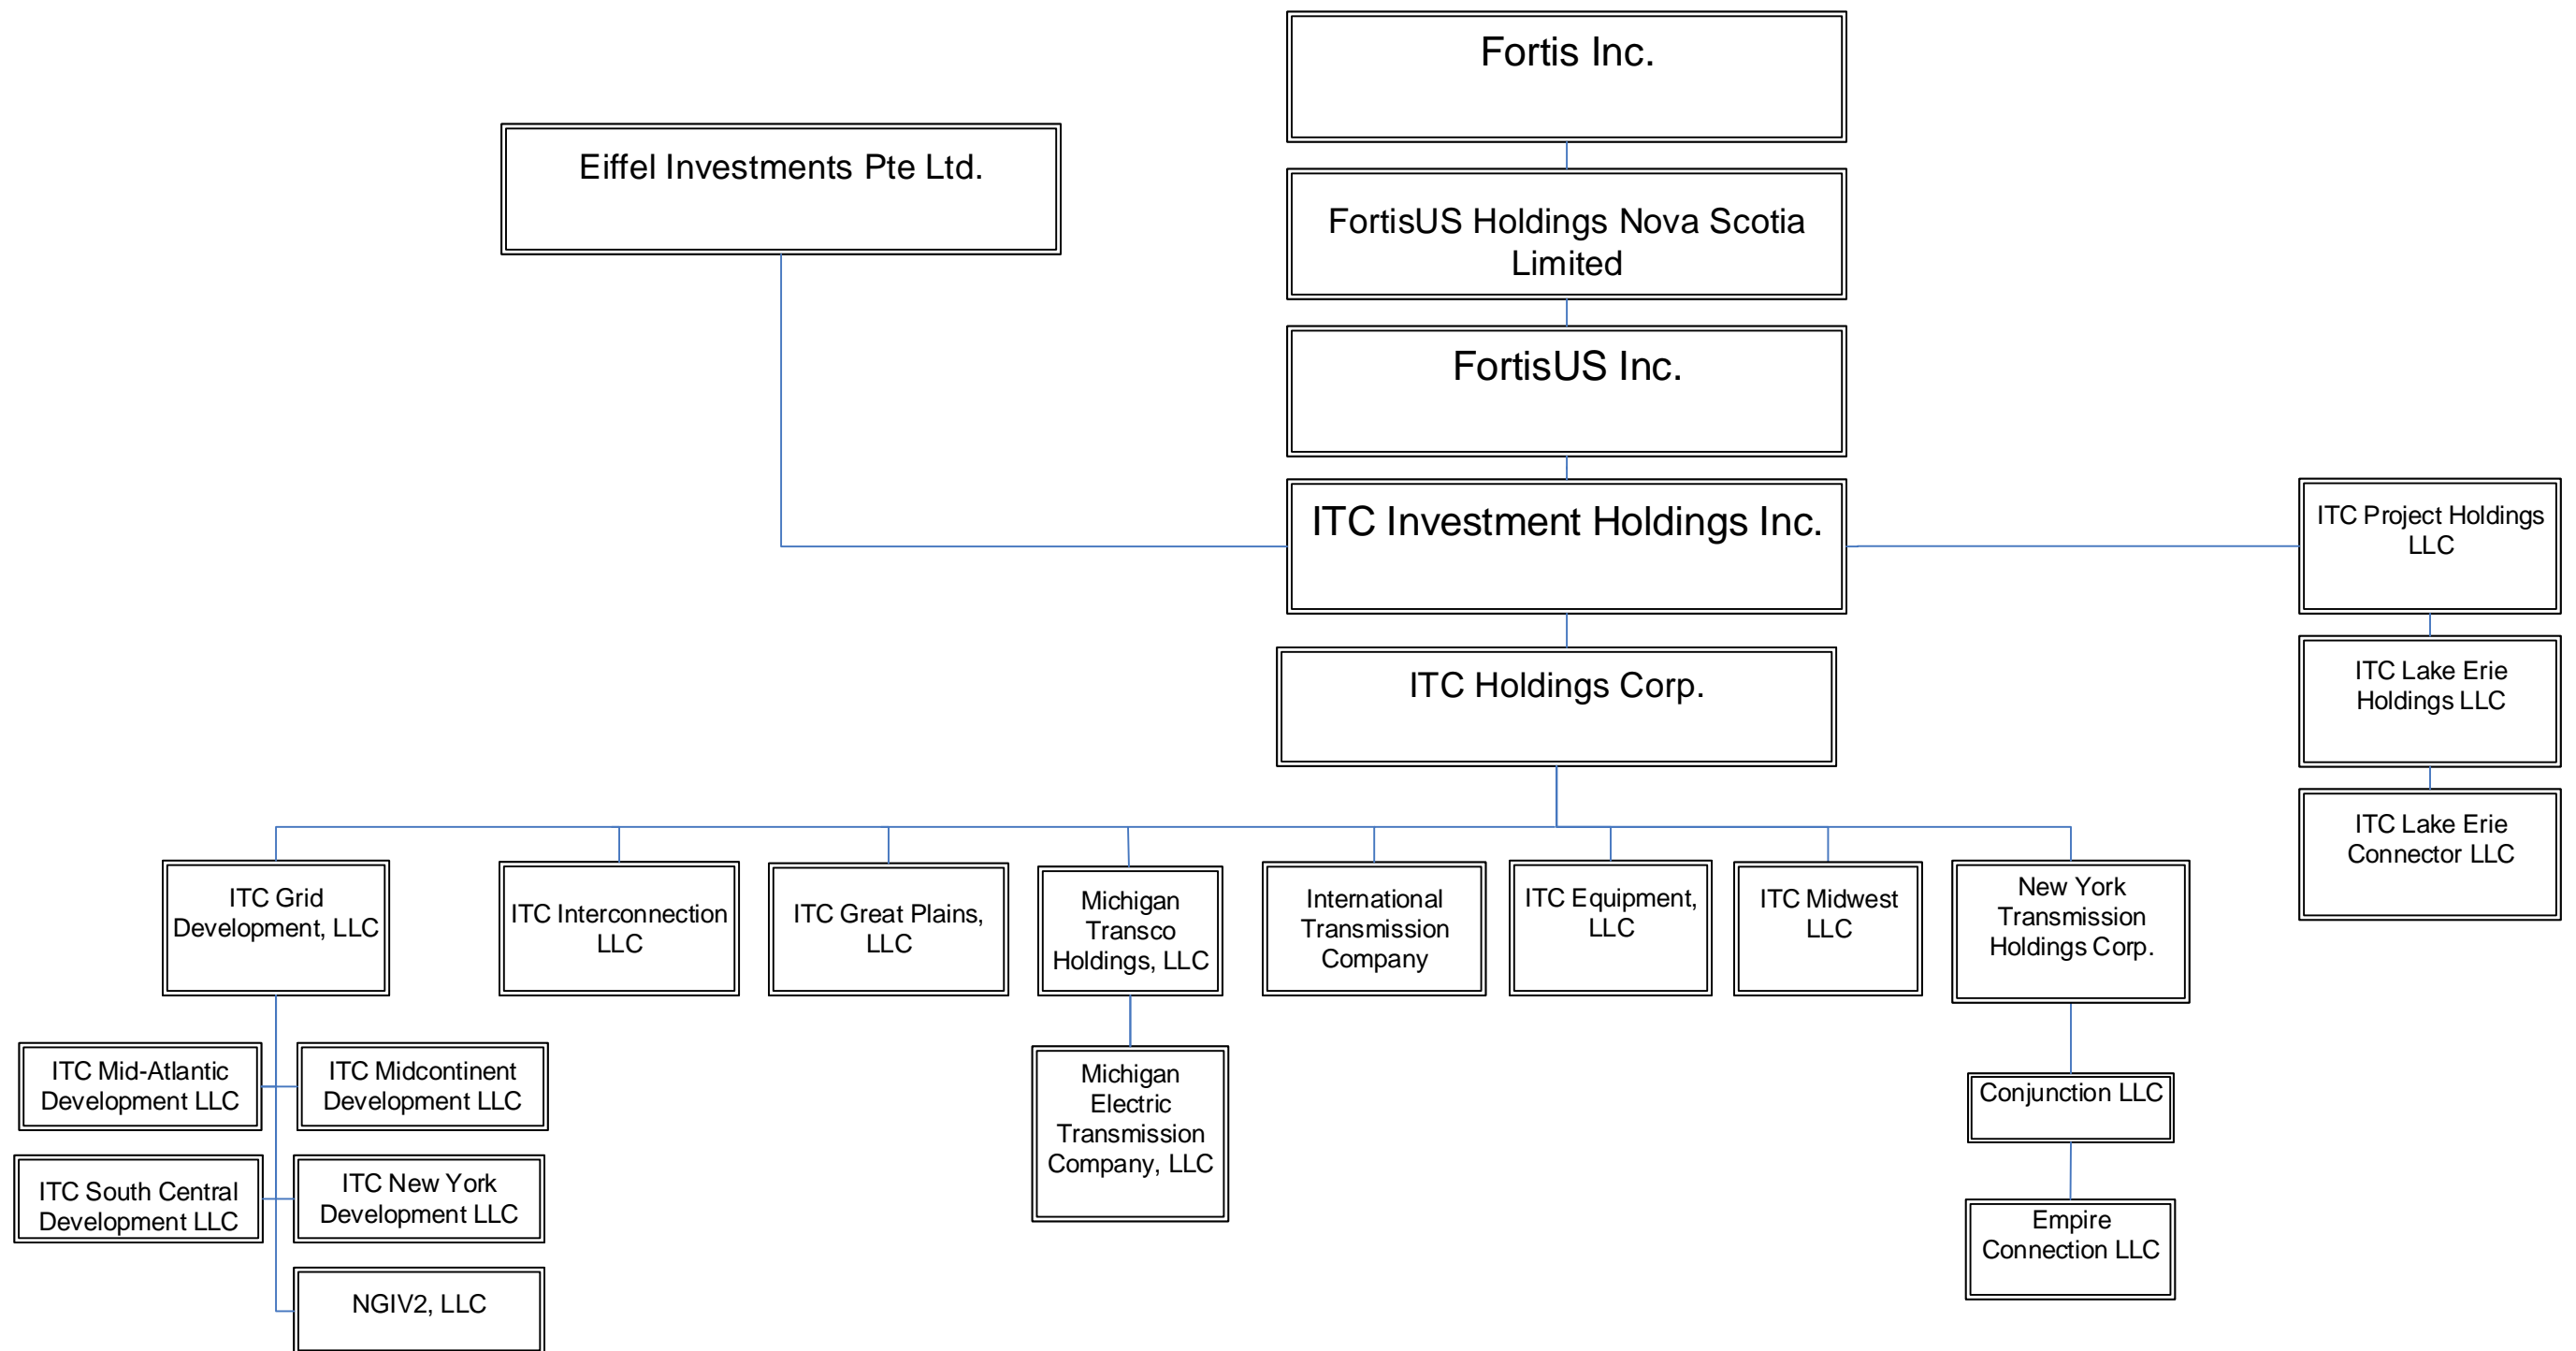 Fortis Inc.
Eiffel Investments Pte Ltd.
FortisUS Holdings Nova Scotia
Limited
FortisUS Inc.
ITC Investment Holdings Inc.
ITC Project Holdings
LLC
ITC Holdings Corp.
ITC Lake Erie
Holdings LLC
ITC Lake Erie
Connector LLC
ITC Grid
Development, LLC
ITC Interconnection
LLC
ITC Great Plains,
LLC
Michigan
Transco
Holdings, LLC
International
Transmission
Company
ITC Equipment,
LLC
ITC Midwest
LLC
New York
Transmission
Holdings Corp.
ITC Mid-Atlantic
Development LLC
ITC Midcontinent
Development LLC
Michigan
Electric
Transmission
Company, LLC
Conjunction LLC
ITC South Central
Development LLC
ITC New York
Development LLC
Empire
Connection LLC
NGIV2, LLC